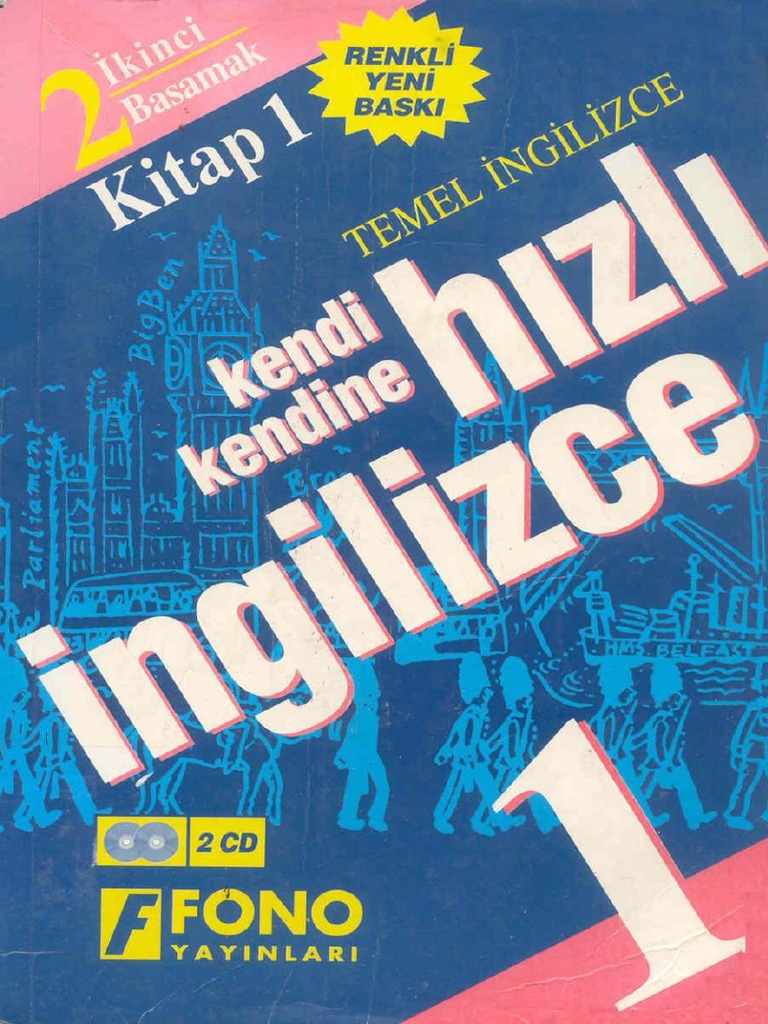 2
İkinci
Basamak
Kitap 1
RENKLİ
YENİ
BASKI
TEMEL İNGİLİZCE
kendi
kendine
hızlı
ingilizce
BigBen
Parliament
Eros
HMS.BELFAST
1
2 CD
F FONO
YAYINLARI